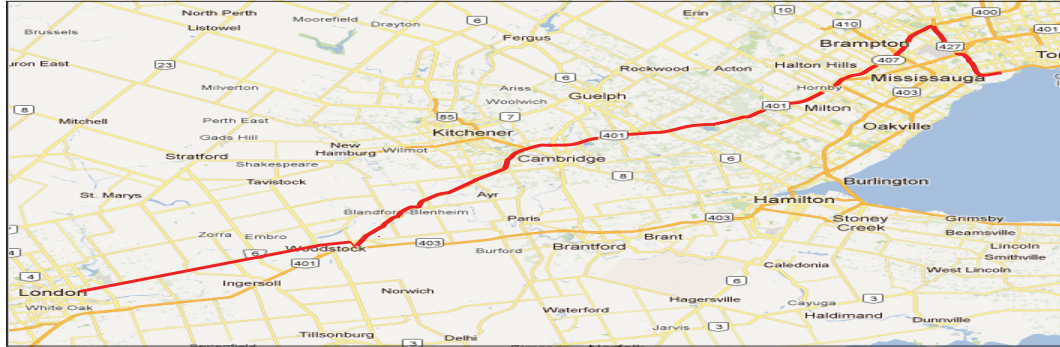 North Perth
Moorefield
Drayton
6
Erin
10
410
400
Brussels
Listowel
Fergus
Brampton
427
401
407
uron East
23
Rockwood
Acton
Halton Hills
Mississauga
6
Milverton
Ariss
Guelph
Hornby
403
8
Woolwich
401
Milton
Mitchell
Perth East
85
7
Oakville
Gads Hill
Kitchener
401
New
Hamburg
Wilmot
Stratford
Shakespeare
Cambridge
6
Tavistock
8
Burlington
St. Marys
Ayr
Hamilton
Blandford-Blenheim
Paris
403
Stoney
Creek
Grimsby
Zorra
Embro
Brant
Beamsville
4
6
Woodstock
403
Burford
Brantford
Lincoln
401
Caledonia
Smithville
4
West Lincoln
London
Ingersoll
Norwich
6
Hagersville
Cayuga
3
White Oak
Waterford
Haldimand
Dunnville
Tillsonburg
Delhi
Jarvis
3
3